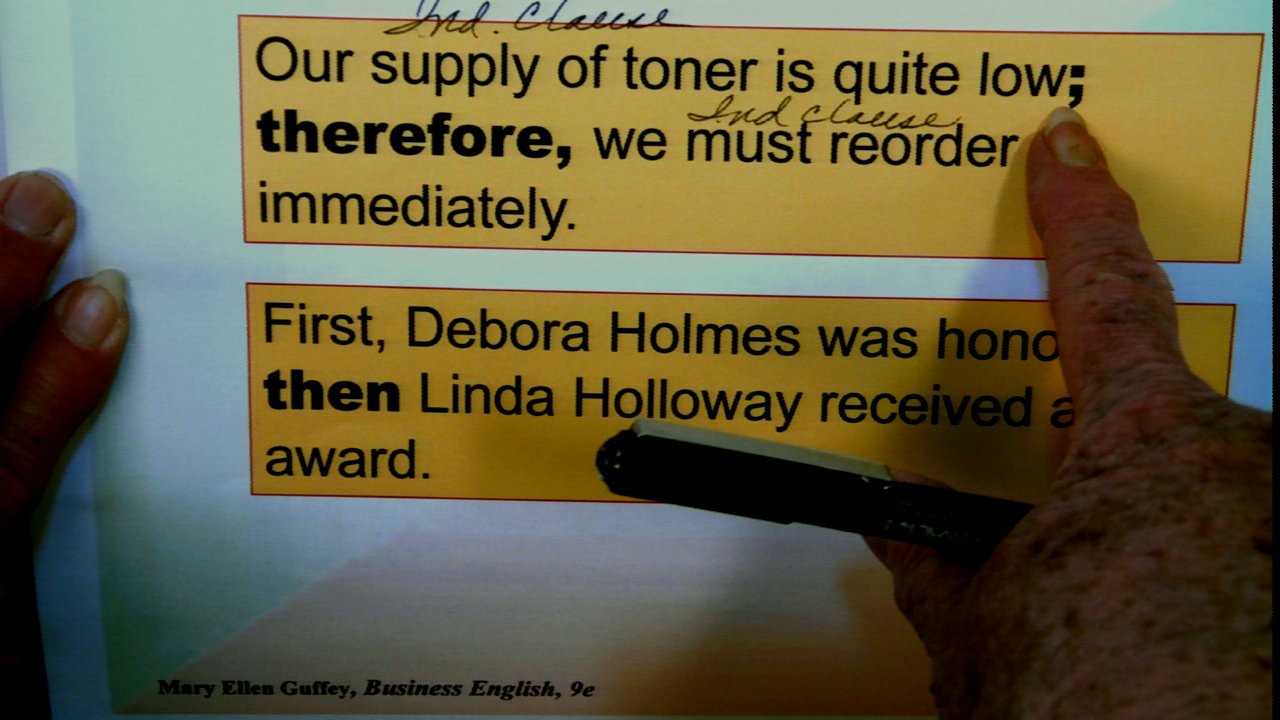 Ind. Clause
Our supply of toner is quite low;
Ind clause
therefore, we must reorder
immediately.
First, Debora Holmes was hono
then Linda Holloway received a
award.
Mary Ellen Guffey, Business English, 9e